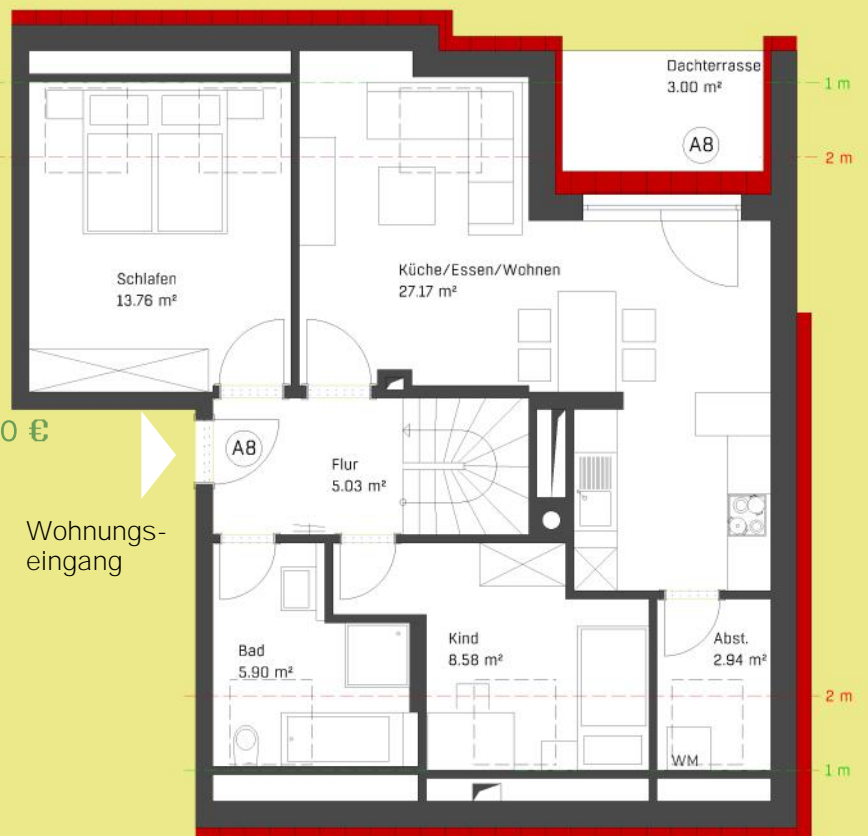 Dachterrasse
3.00 m²
A8
1 m
2 m
Schlafen
13.76 m²
Küche/Essen/Wohnen
27.17 m²
0 €
A8
Flur
5.03 m²
Wohnungs-
eingang
Bad
5.90 m²
Kind
8.58 m²
Abst.
2.94 m²
WM
2 m
1 m